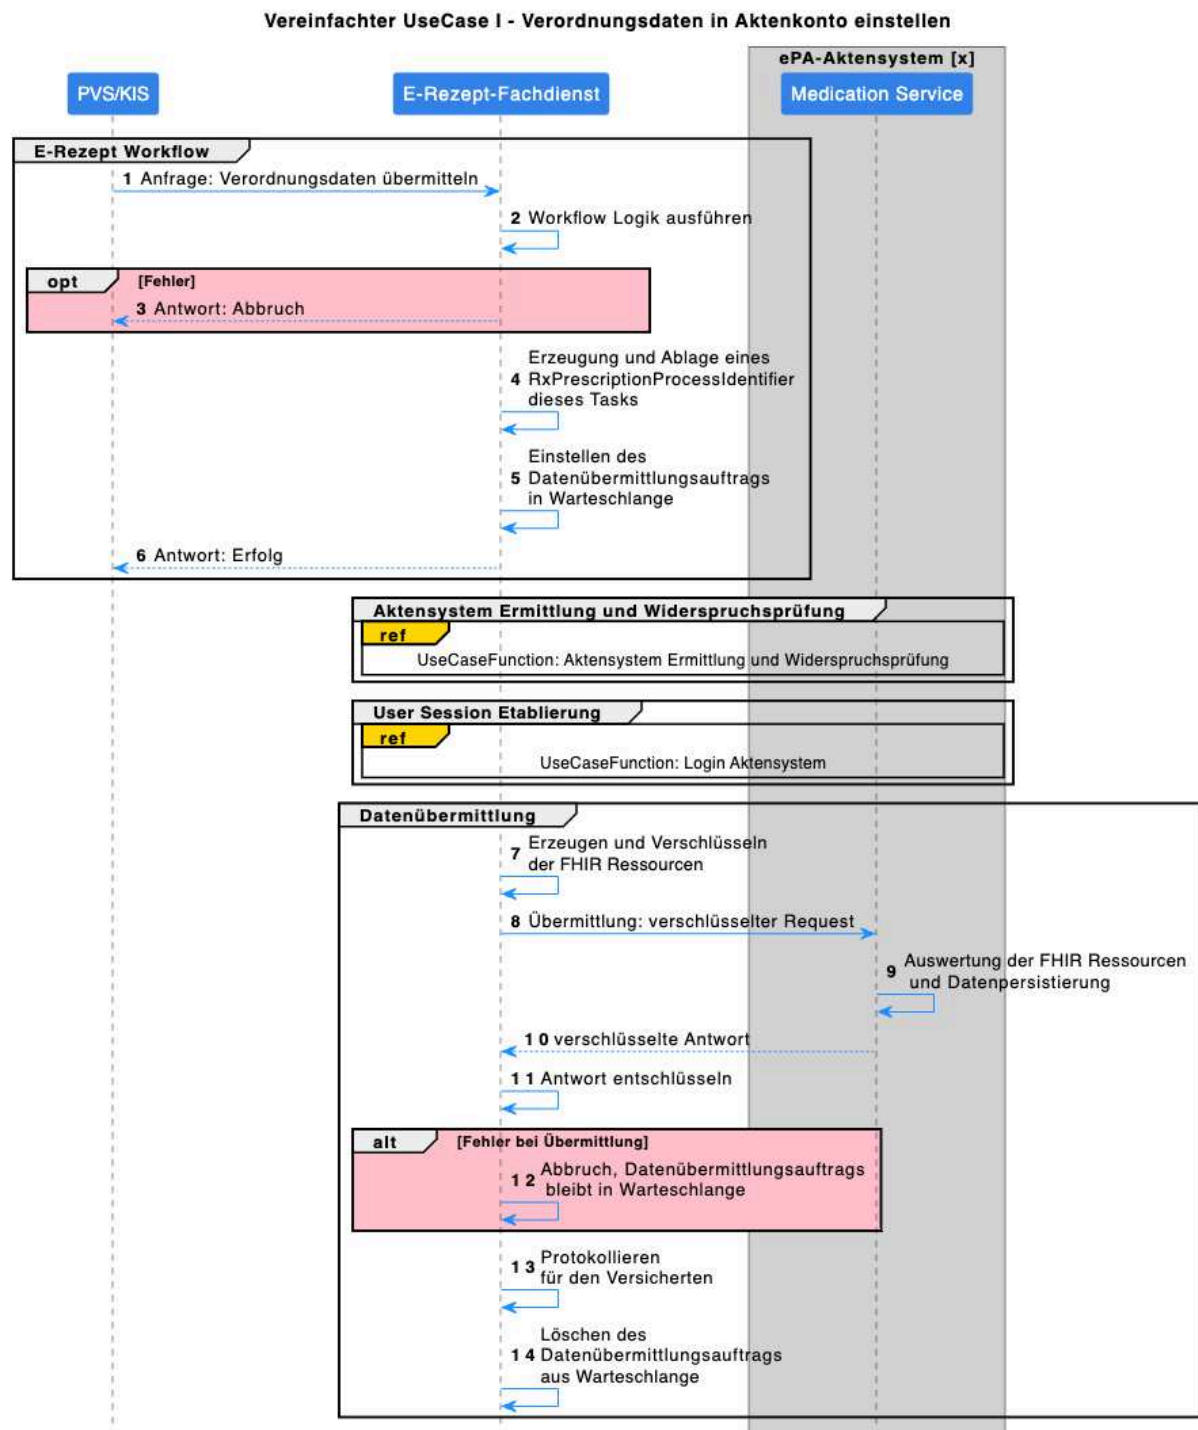 Vereinfachter UseCase I - Verordnungsdaten in Aktenkonto einstellen
ePA-Aktensystem [x]
PVS/KIS
E-Rezept-Fachdienst
Medication Service
E-Rezept Workflow
1 Anfrage: Verordnungsdaten übermitteln
2 Workflow Logik ausführen
opt
[Fehler]
3 Antwort: Abbruch
Erzeugung und Ablage eines
4 RxPrescriptionProcessIdentifier
dieses Tasks
Einstellen des
5 Datenübermittlungsauftrags
in Warteschlange
6 Antwort: Erfolg
Aktensystem Ermittlung und Widerspruchsprüfung
ref
UseCaseFunction: Aktensystem Ermittlung und Widerspruchsprüfung
User Session Etablierung
ref
UseCaseFunction: Login Aktensystem
Datenübermittlung
7 Erzeugen und Verschlüsseln
der FHIR Ressourcen
8 Übermittlung: verschlüsselter Request
9 Auswertung der FHIR Ressourcen
und Datenpersistierung
10 verschlüsselte Antwort
11 Antwort entschlüsseln
alt
[Fehler bei Übermittlung]
12 Abbruch, Datenübermittlungsauftrags
bleibt in Warteschlange
13 Protokollieren
für den Versicherten
Löschen des
14 Datenübermittlungsauftrags
aus Warteschlange